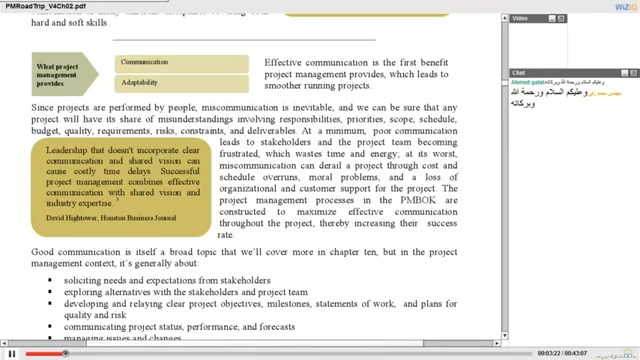 PMRoadTrip_V4Ch02.pdf
WiZiQ
hard and soft skills.
What project
management
provides
Communication
Adaptability
Effective communication is the first benefit
project management provides, which leads to
smoother running projects.
Since projects are performed by people, miscommunication is inevitable, and we can be sure that any
project will have its share of misunderstandings involving responsibilities, priorities, scope, schedule,
budget, quality, requirements, risks, constraints, and deliverables. At a minimum, poor communication
leads to stakeholders and the project team becoming
frustrated, which wastes time and energy; at its worst,
miscommunication can derail a project through cost and
schedule overruns, moral problems, and a loss of
organizational and customer support for the project. The
project management processes in the PMBOK are
constructed to maximize effective communication
throughout the project, thereby increasing their success
rate.
Leadership that doesn't incorporate clear
communication and shared vision can
cause costly time delays. Successful
project management combines effective
communication with shared vision and
industry expertise.
David Hightower, Houston Business Journal
Good communication is itself a broad topic that we'll cover more in chapter ten, but in the project
management context, it's generally about:
soliciting needs and expectations from stakeholders
exploring alternatives with the stakeholders and project team
developing and relaying clear project objectives, milestones, statements of work, and plans for
quality and risk
communicating project status, performance, and forecasts
managing issues and changes
Video
Chat
Ahmed galal: وعليكم السلام ورحمة الله وبركاته
وعليكم السلام ورحمة الله
وبركاته
00:03:22 / 00:43:07